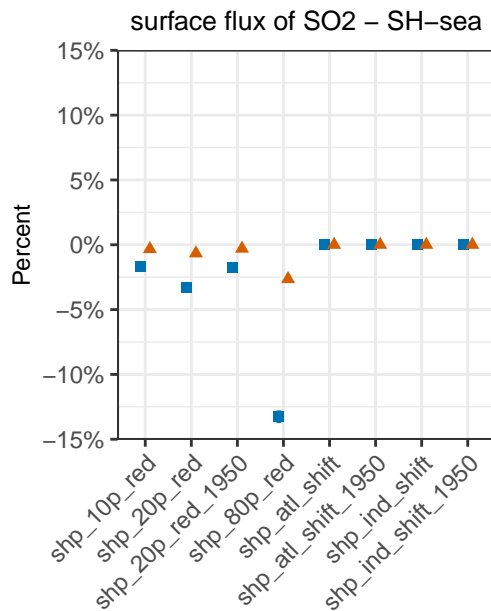 surface flux of SO2 − SH−sea
15%
10%
5%
0%
−5%
−10%
−15%
Percent
shp_10p_red
shp_20p_red
shp_20p_red_1950
shp_80p_red
shp_atl_shift
shp_atl_shift_1950
shp_ind_shift
shp_ind_shift_1950